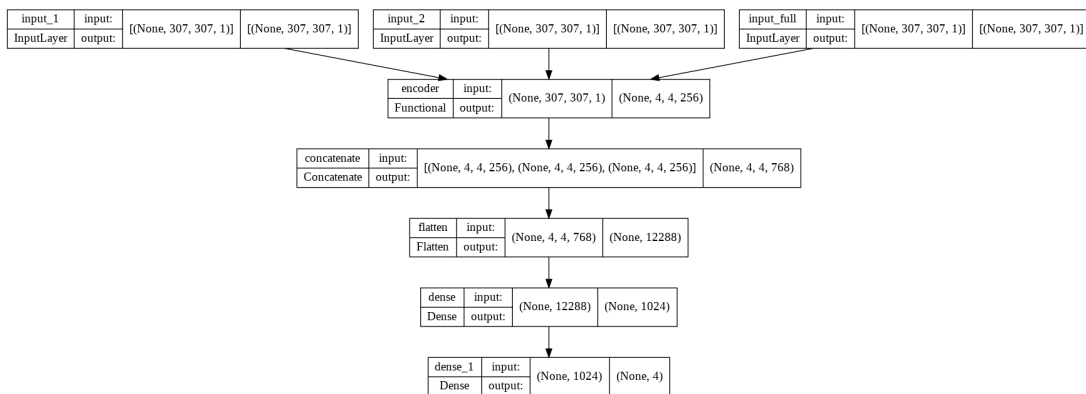 input_1 input: [(None, 307, 307, 1)] [(None, 307, 307, 1)]
InputLayer output:
input_2 input: [(None, 307, 307, 1)] [(None, 307, 307, 1)]
InputLayer output:
input_full input: [(None, 307, 307, 1)] [(None, 307, 307, 1)]
InputLayer output:
encoder input: (None, 307, 307, 1) (None, 4, 4, 256)
Functional output:
concatenate input: [(None, 4, 4, 256), (None, 4, 4, 256), (None, 4, 4, 256)] (None, 4, 4, 768)
Concatenate output:
flatten input: (None, 4, 4, 768) (None, 12288)
Flatten output:
dense input: (None, 12288) (None, 1024)
Dense output:
dense_1 input: (None, 1024) (None, 4)
Dense output: